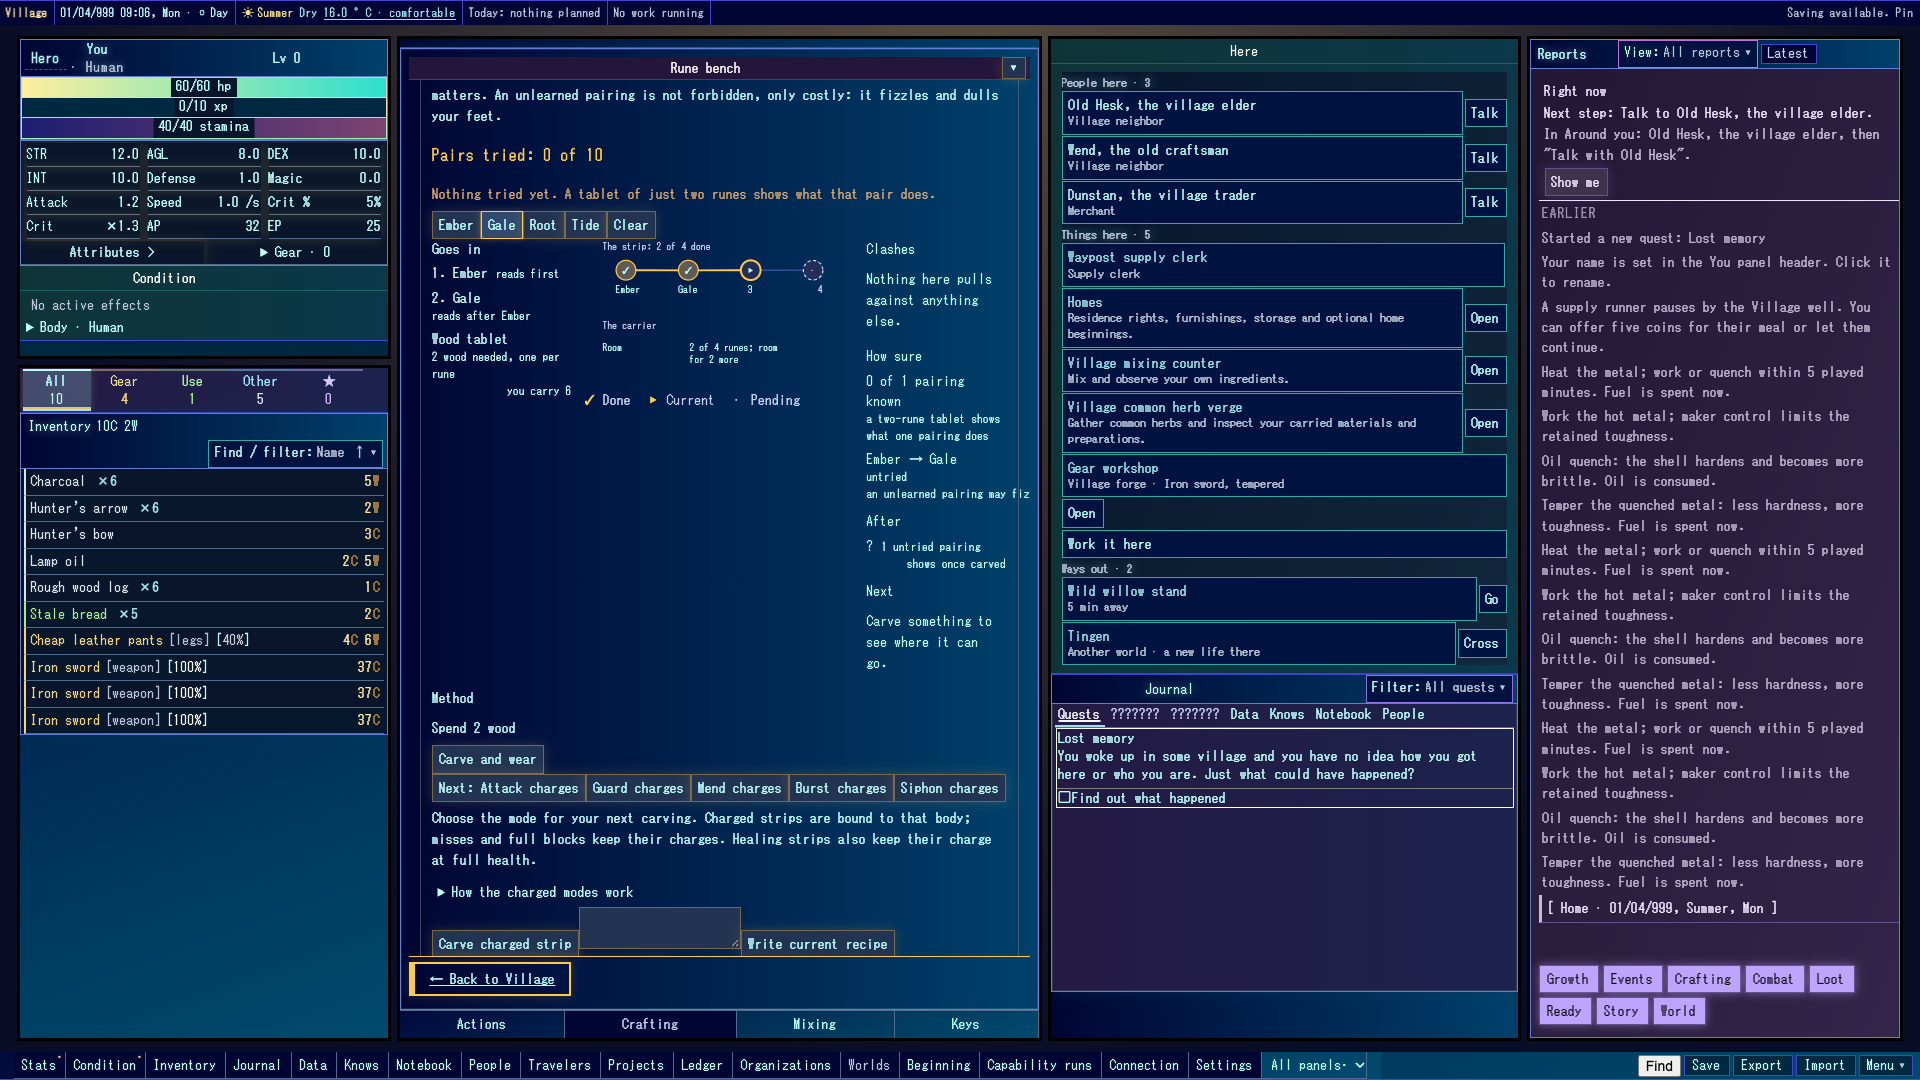 Village
01/04/999 09:06, Mon · ☼ Day
☀ Summer Dry 16.0 ° C · comfortable
Today: nothing planned
No work running
Saving available. Pin
Hero · You
Human
Lv 0
60/60 hp
0/10 xp
40/40 stamina
STR 12.0 AGL 8.0 DEX 10.0
INT 10.0 Defense 1.0 Magic 0.0
Attack 1.2 Speed 1.0 /s Crit % 5%
Crit ×1.3 AP 32 EP 25
Attributes >
▶ Gear · 0
Condition
No active effects
▶ Body · Human
All Gear Use Other ★
10 4 1 5 0
Inventory 10C 2W
Find / filter: Name ↑ ▾
Charcoal ×6 5W
Hunter's arrow ×6 2W
Hunter's bow 3C
Lamp oil 2C 5W
Rough wood log ×6 1C
Stale bread ×5 2C
Cheap leather pants [legs] [40%] 4C 6W
Iron sword [weapon] [100%] 37C
Iron sword [weapon] [100%] 37C
Iron sword [weapon] [100%] 37C
Rune bench
▼
matters. An unlearned pairing is not forbidden, only costly: it fizzles and dulls
your feet.
Pairs tried: 0 of 10
Nothing tried yet. A tablet of just two runes shows what that pair does.
Ember Gale Root Tide Clear
Goes in
1. Ember reads first
2. Gale
reads after Ember
Wood tablet
2 wood needed, one per
rune
you carry 6
The strip: 2 of 4 done
✓ ✓ ▶ ·
Ember Gale 3 4
The carrier
Room 2 of 4 runes; room
for 2 more
✓ Done ▶ Current · Pending
Clashes
Nothing here pulls
against anything
else.
How sure
0 of 1 pairing
known
a two-rune tablet shows
what one pairing does
Ember → Gale
untried
an unlearned pairing may fiz
After
? 1 untried pairing
shows once carved
Next
Carve something to
see where it can
go.
Method
Spend 2 wood
Carve and wear
Next: Attack charges Guard charges Mend charges Burst charges Siphon charges
Choose the mode for your next carving. Charged strips are bound to that body;
misses and full blocks keep their charges. Healing strips also keep their charge
at full health.
▶ How the charged modes work
Carve charged strip
Write current recipe
← Back to Village
Actions Crafting Mixing Keys
Here
People here · 3
Old Hesk, the village elder
Village neighbor
Talk
Wend, the old craftsman
Village neighbor
Talk
Dunstan, the village trader
Merchant
Talk
Things here · 5
Waypost supply clerk
Supply clerk
Homes
Residence rights, furnishings, storage and optional home
beginnings.
Open
Village mixing counter
Mix and observe your own ingredients.
Open
Village common herb verge
Gather common herbs and inspect your carried materials and
preparations.
Open
Gear workshop
Village forge · Iron sword, tempered
Open
Work it here
Ways out · 2
Wild willow stand
5 min away
Go
Tingen
Another world · a new life there
Cross
Journal
Filter: All quests ▾
Quests ??????? ??????? Data Knows Notebook People
Lost memory
You woke up in some village and you have no idea how you got
here or who you are. Just what could have happened?
☐Find out what happened
Reports
View: All reports ▾
Latest
Right now
Next step: Talk to Old Hesk, the village elder.
In Around you: Old Hesk, the village elder, then
"Talk with Old Hesk".
Show me
EARLIER
Started a new quest: Lost memory
Your name is set in the You panel header. Click it
to rename.
A supply runner pauses by the Village well. You
can offer five coins for their meal or let them
continue.
Heat the metal; work or quench within 5 played
minutes. Fuel is spent now.
Work the hot metal; maker control limits the
retained toughness.
Oil quench: the shell hardens and becomes more
brittle. Oil is consumed.
Temper the quenched metal: less hardness, more
toughness. Fuel is spent now.
Heat the metal; work or quench within 5 played
minutes. Fuel is spent now.
Work the hot metal; maker control limits the
retained toughness.
Oil quench: the shell hardens and becomes more
brittle. Oil is consumed.
Temper the quenched metal: less hardness, more
toughness. Fuel is spent now.
Heat the metal; work or quench within 5 played
minutes. Fuel is spent now.
Work the hot metal; maker control limits the
retained toughness.
Oil quench: the shell hardens and becomes more
brittle. Oil is consumed.
Temper the quenched metal: less hardness, more
toughness. Fuel is spent now.
[ Home · 01/04/999, Summer, Mon ]
Growth Events Crafting Combat Loot
Ready Story World
Stats Condition Inventory Journal Data Knows Notebook People Travelers Projects Ledger Organizations Worlds Beginning Capability runs Connection Settings All panels·
Find Save Export Import Menu ▾